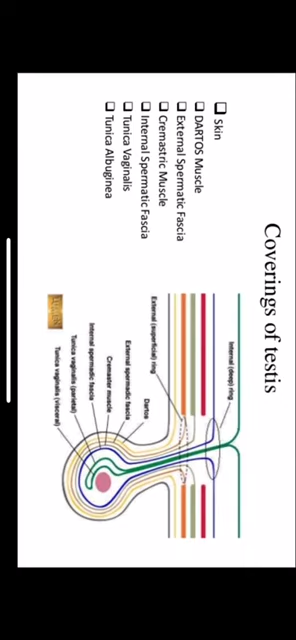 Coverings of testis
❑ Skin
❑ DARTOS Muscle
❑ External Spermatic Fascia
❑ Cremastric Muscle
❑ Internal Spermatic Fascia
❑ Tunica Vaginalis
❑ Tunica Albuginea
Internal (deep) ring
External (superficial) ring
Dartos
External spermatic fascia
Cremaster muscle
Internal spermatic fascia
Tunica vaginalis (parietal)
Tunica vaginalis (visceral)